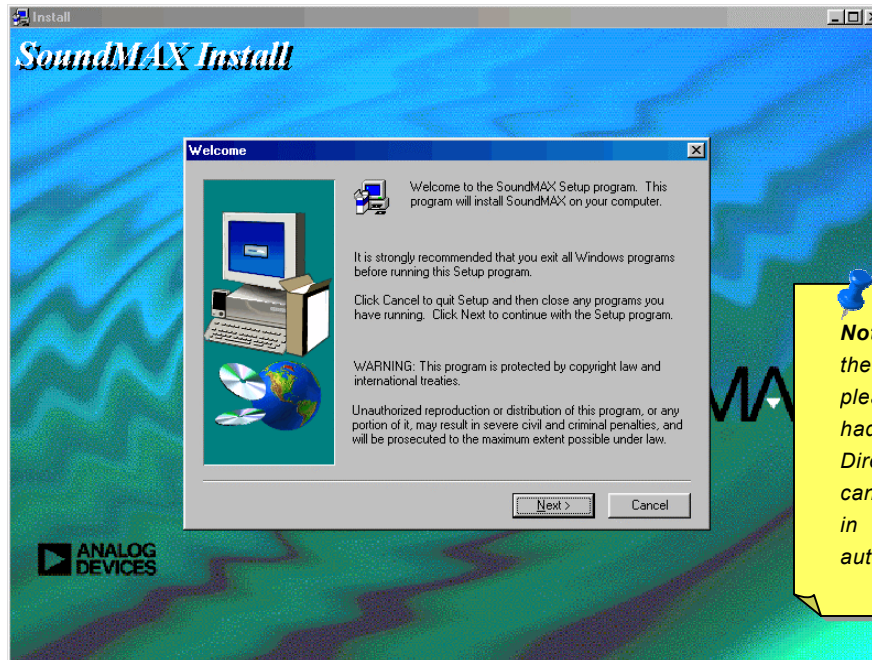 Install
SoundMAX Install
Welcome
Welcome to the SoundMAX Setup program. This
program will install SoundMAX on your computer.
It is strongly recommended that you exit all Windows programs
before running this Setup program.
Click Cancel to quit Setup and then close any programs you
have running. Click Next to continue with the Setup program.
WARNING: This program is protected by copyright law and
international treaties.
Unauthorized reproduction or distribution of this program, or any
portion of it, may result in severe civil and criminal penalties, and
will be prosecuted to the maximum extent possible under law.
Next >
Cancel
MA
the
had
can
in
ANALOG
DEVICES